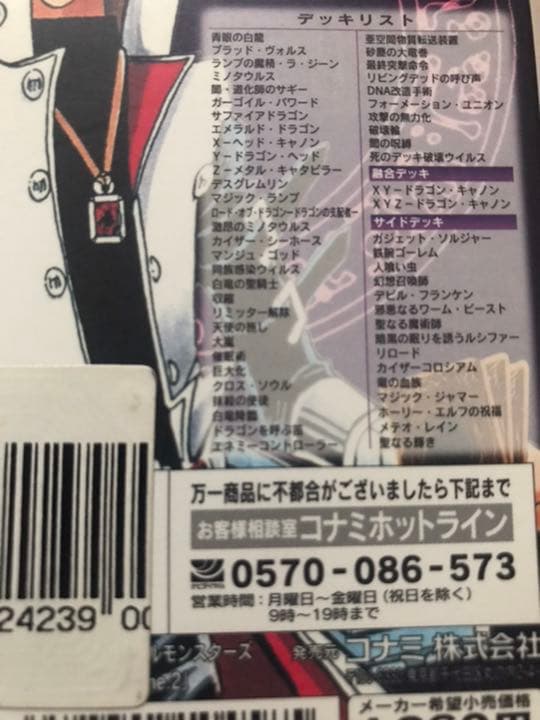 デッキリスト
青眼の白龍
ブラッド・ヴォルス
ランプの魔精・ラ・ジーン
ミノタウルス
闇・道化師のサギー
ガーゴイル・パワード
サファイアドラゴン
エメラルド・ドラゴン
X－ヘッド・キャノン
Y－ドラゴン・ヘッド
Z－メタル・キャタピラー
デスグレムリン
マジック・ランプ
ロード・オブ・ドラゴン－ドラゴンの支配者－
激昂のミノタウルス
カイザー・シーホース
マンジュ・ゴッド
同族感染ウイルス
白竜の聖騎士
収縮
リミッター解除
天使の施し
大嵐
催眠術
巨大化
クロス・ソウル
抹殺の使徒
白竜降臨
ドラゴンを呼ぶ笛
エネミーコントローラー
亜空間物質転送装置
砂塵の大竜巻
最終突撃命令
リビングデッドの呼び声
DNA改造手術
フォーメーション・ユニオン
攻撃の無力化
破壊輪
闇の呪縛
死のデッキ破壊ウイルス
融合デッキ
XY－ドラゴン・キャノン
XYZ－ドラゴン・キャノン
サイドデッキ
ガジェット・ソルジャー
鉄腕ゴーレム
人喰い虫
幻想召喚師
デビル・フランケン
邪悪なるワーム・ビースト
聖なる魔術師
暗黒の眠りを誘うルシファー
リロード
カイザーコロシアム
竜の血族
マジック・ジャマー
ホーリー・エルフの祝福
メテオ・レイン
聖なる輝き
万一商品に不都合がございましたら下記まで
お客様相談室 コナミホットライン
0570-086-573
営業時間：月曜日～金曜日（祝日を除く）
9時～19時まで
24239 00
ルモンスターズ 発売元 コナミ 株式会社
メーカー希望小売価格